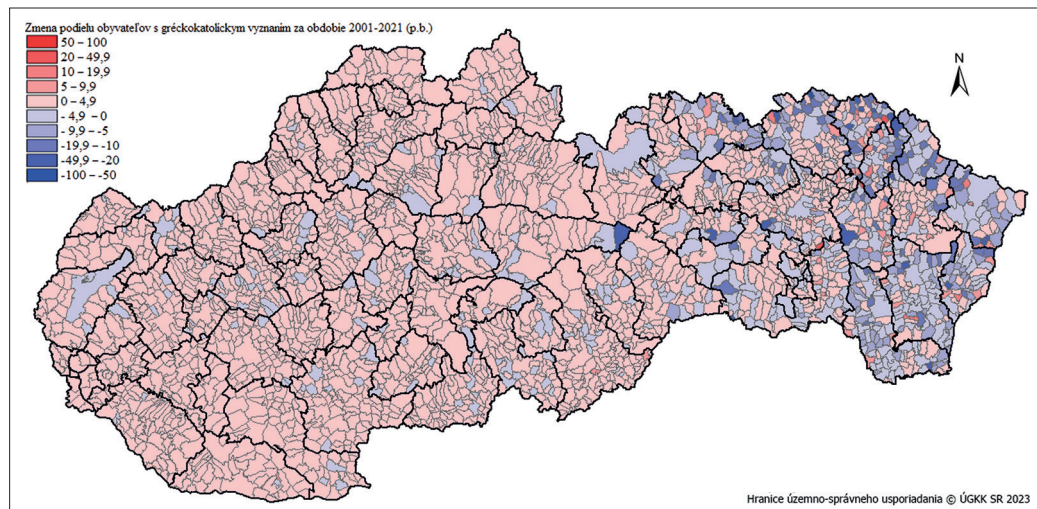 Zmena podielu obyvateľov s gréckokatolíckym vyznaním za obdobie 2001-2021 (p.b.)
50 – 100
20 – 49,9
10 – 19,9
5 – 9,9
0 – 4,9
- 4,9 – 0
-9,9 – -5
-19,9 – -10
-49,9 – -20
-100 – -50
N
Hranice územno-správneho usporiadania © ÚGKK SR 2023